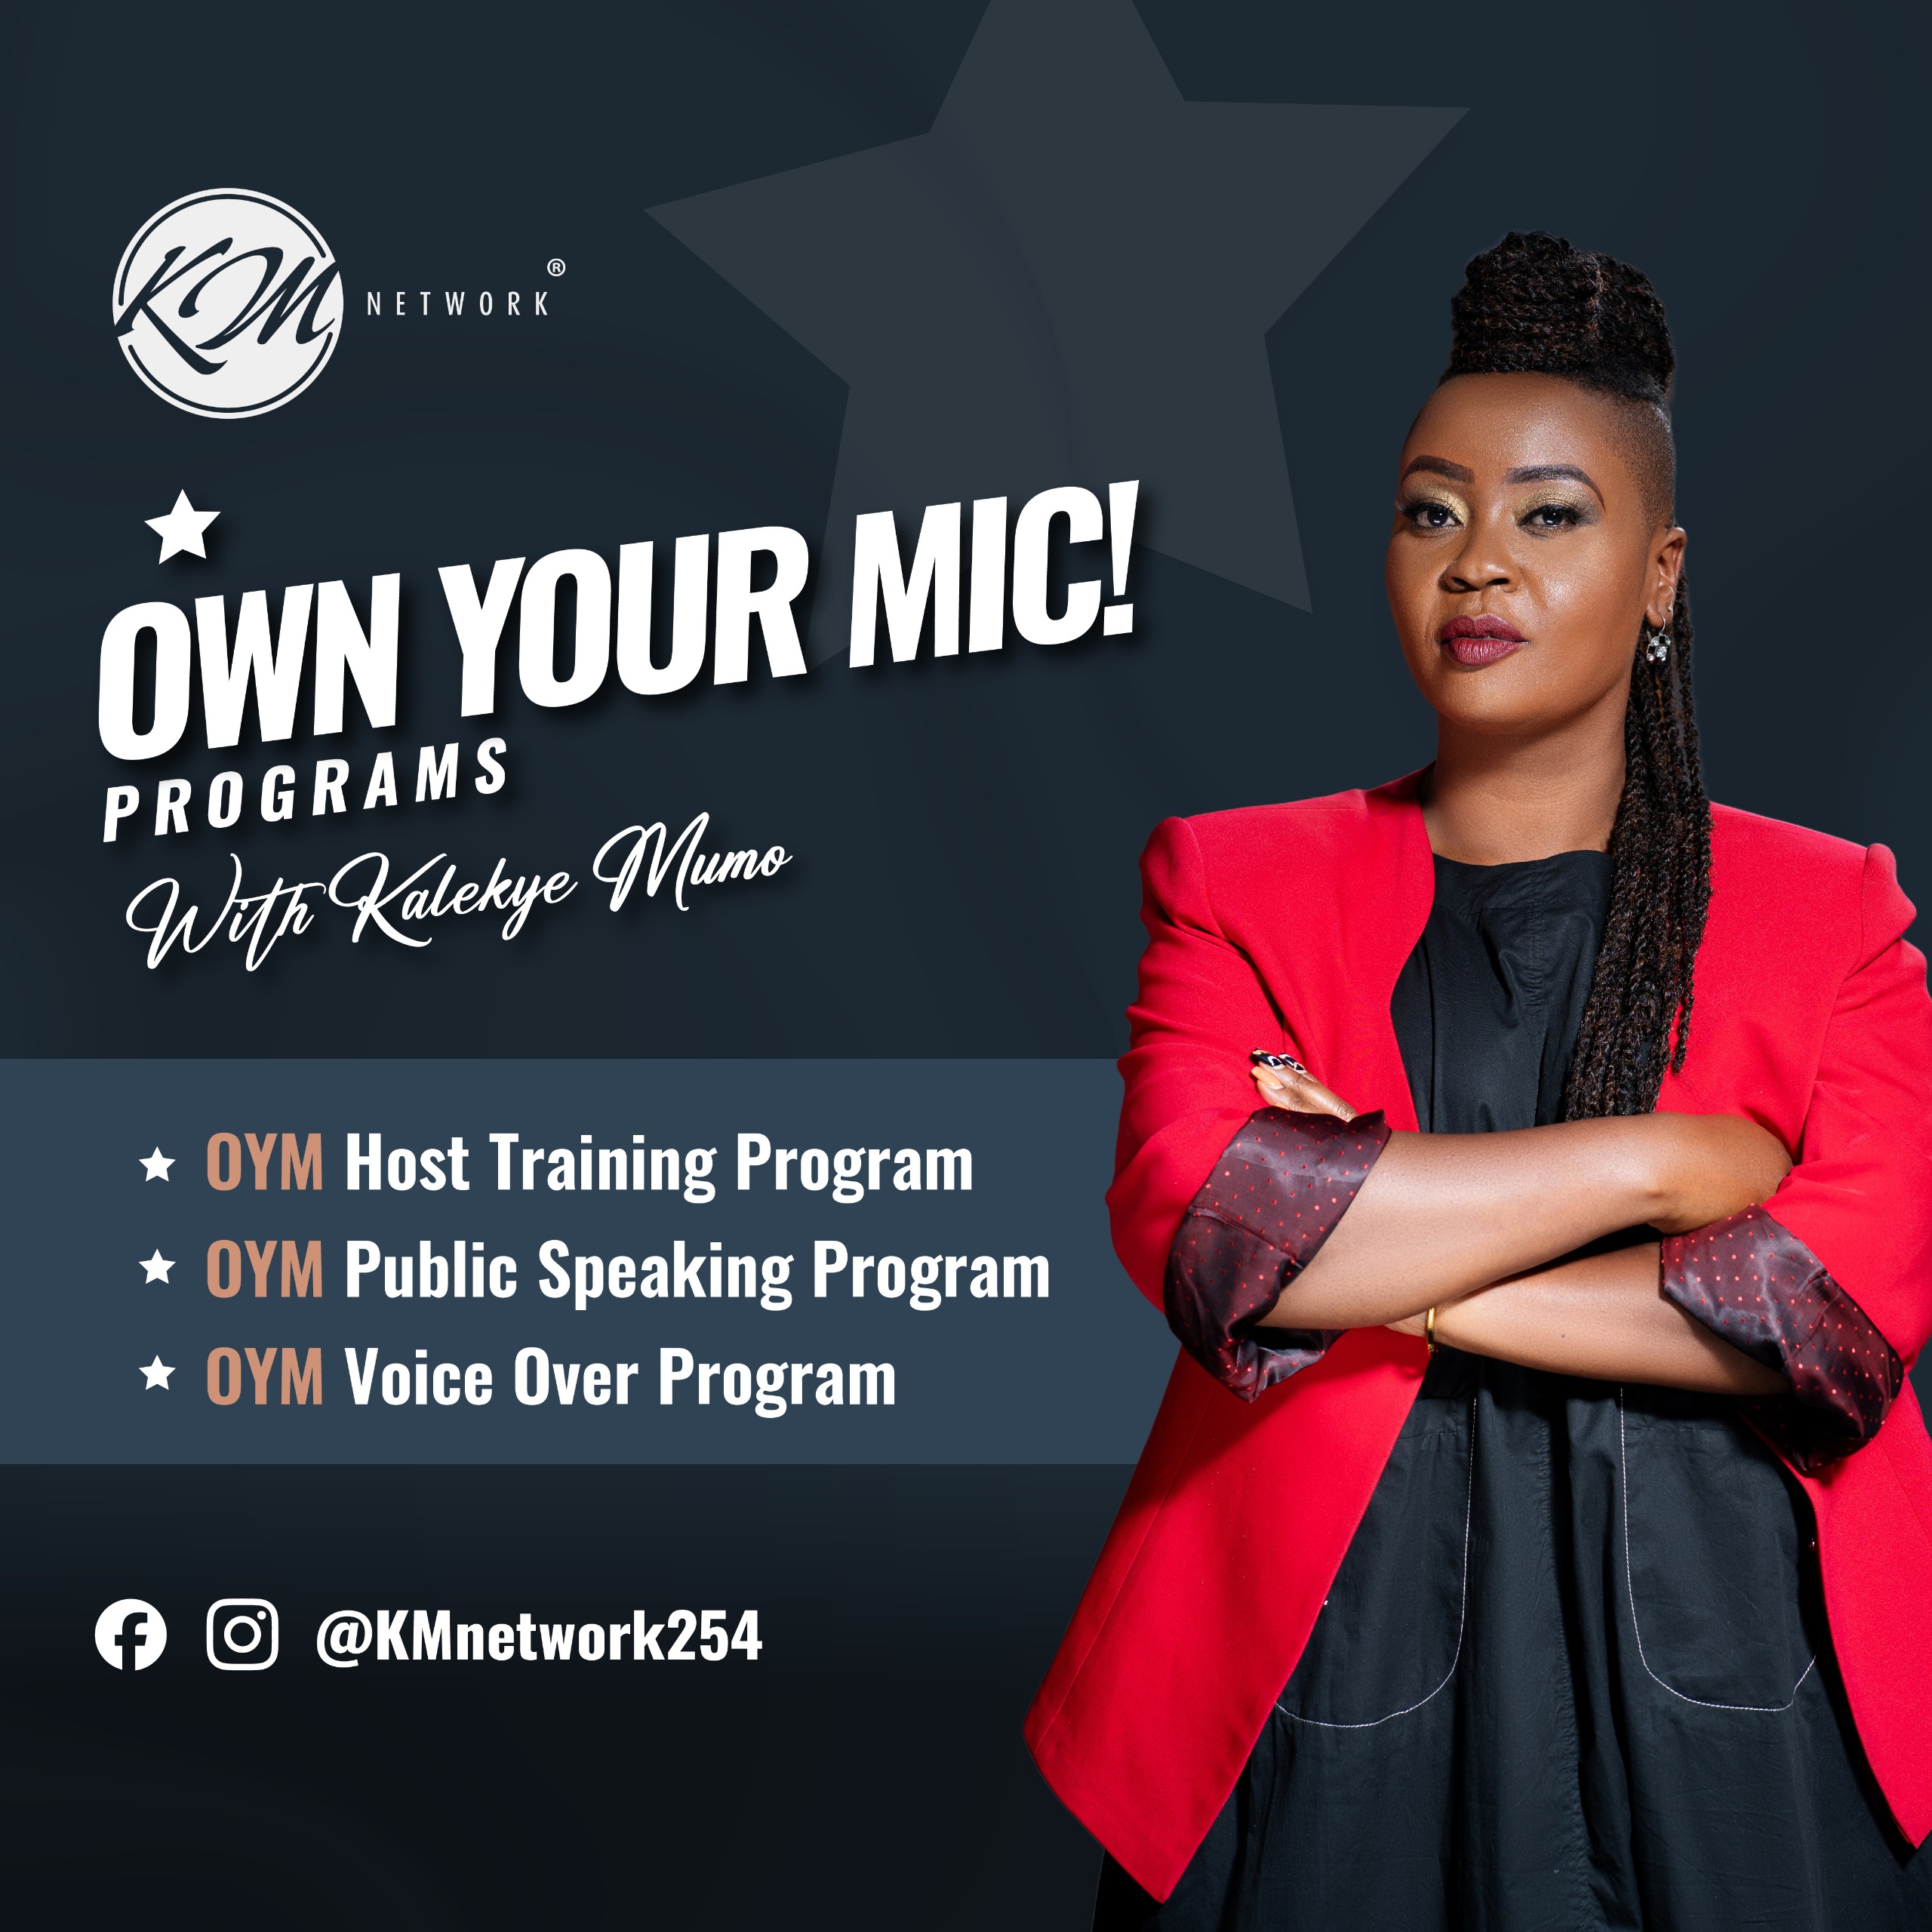 KM NETWORK®
OWN YOUR MIC!
PROGRAMS
With Kalekye Mumo
OYM Host Training Program
OYM Public Speaking Program
OYM Voice Over Program
@KMnetwork254